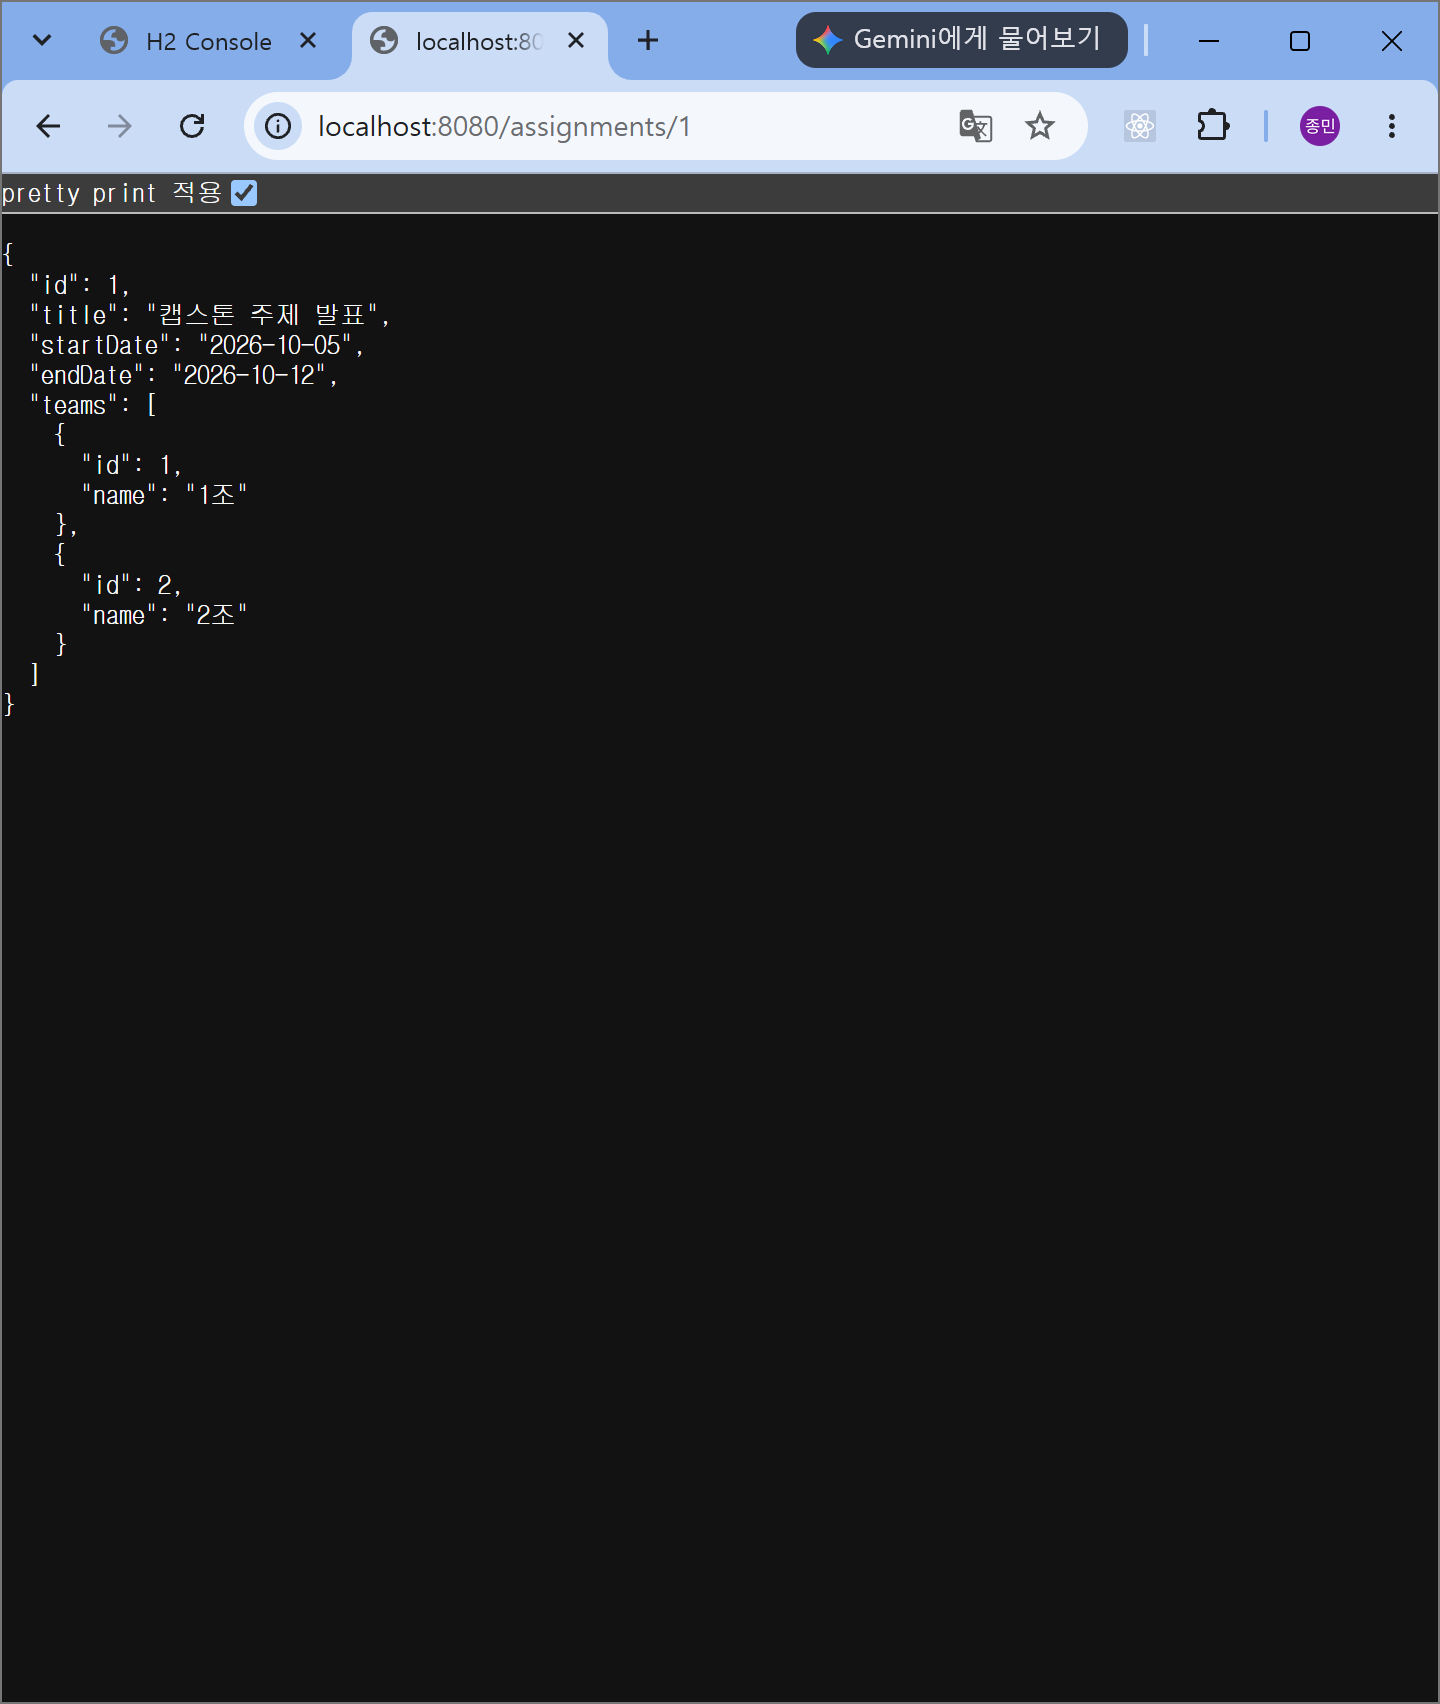 H2 Console
localhost:80
Gemini에게 물어보기
localhost:8080/assignments/1
종민
pretty print 적용
{
"id": 1,
"title": "캡스톤 주제 발표",
"startDate": "2026-10-05",
"endDate": "2026-10-12",
"teams": [
{
"id": 1,
"name": "1조"
},
{
"id": 2,
"name": "2조"
}
]
}